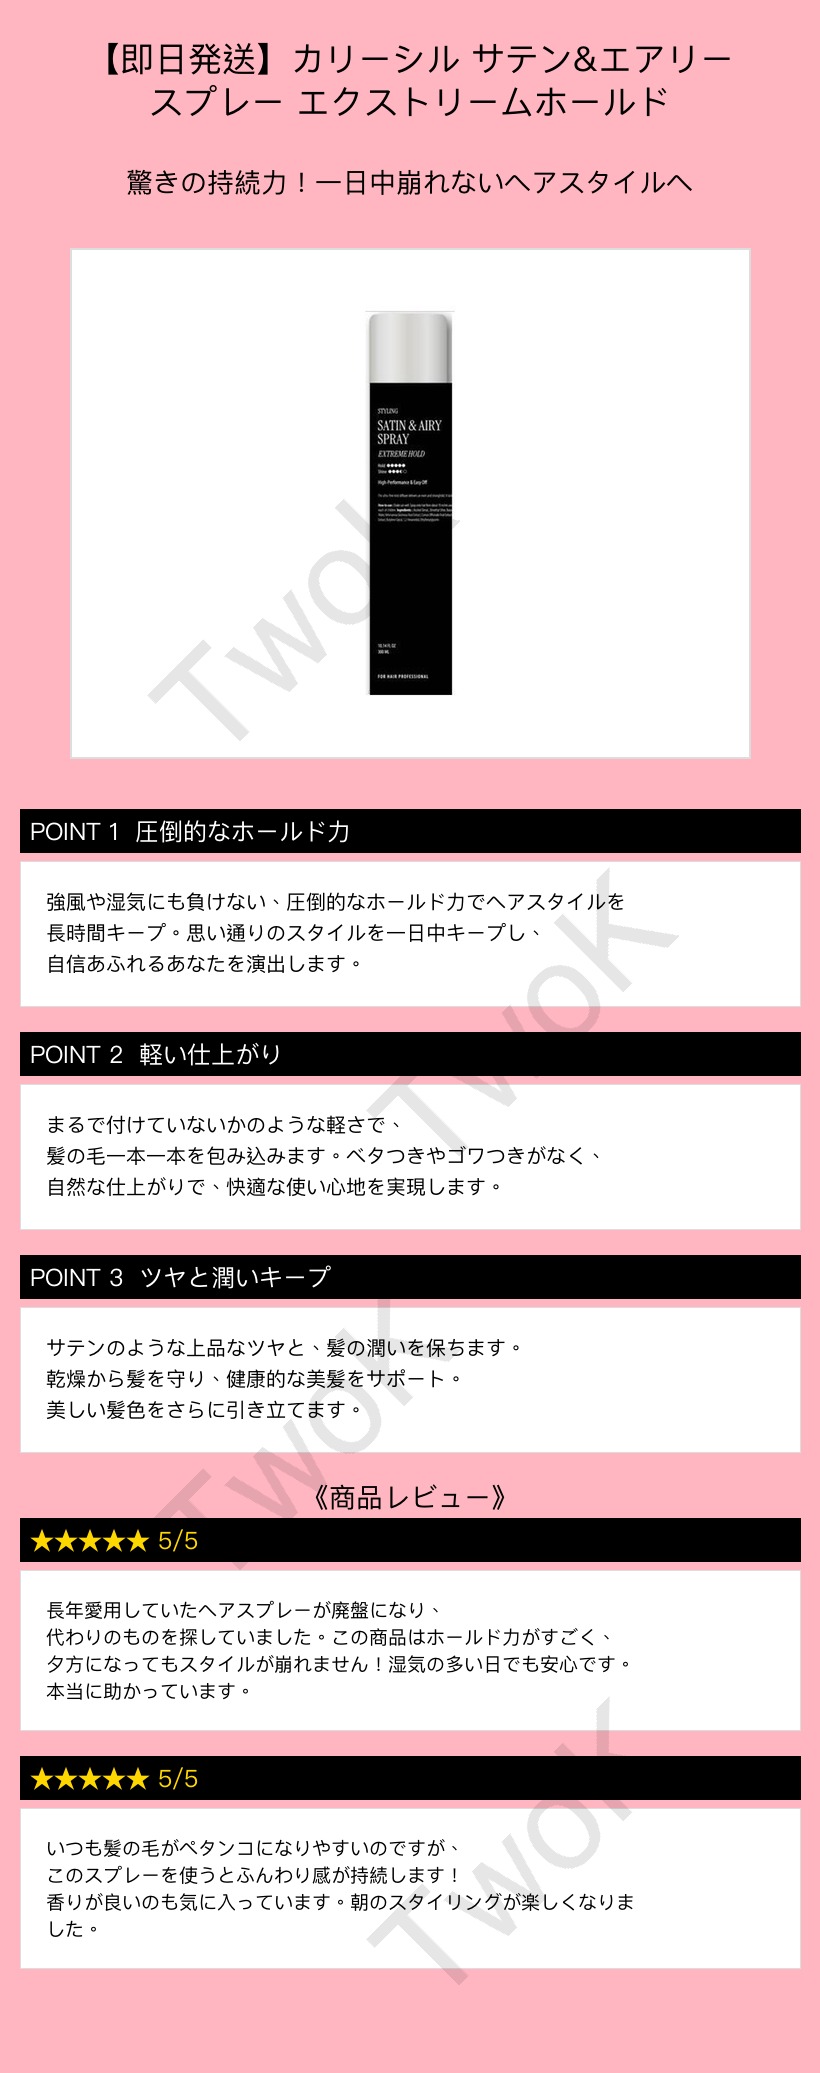 【即日発送】カリーシル サテン&エアリー
スプレー エクストリームホールド
驚きの持続力！一日中崩れないヘアスタイルへ
STYLING
SATIN & AIRY
SPRAY
EXTREME HOLD
Hold
Shine
High-Performance & Easy Off
10.14 FL OZ
300 ML
FOR HAIR PROFESSIONAL
TwoK
POINT 1 圧倒的なホールド力
強風や湿気にも負けない、圧倒的なホールド力でヘアスタイルを
長時間キープ。思い通りのスタイルを一日中キープし、
自信あふれるあなたを演出します。
TwoK
POINT 2 軽い仕上がり
まるで付けていないかのような軽さで、
髪の毛一本一本を包み込みます。ベタつきやゴワつきがなく、
自然な仕上がりで、快適な使い心地を実現します。
POINT 3 ツヤと潤いキープ
サテンのような上品なツヤと、髪の潤いを保ちます。
乾燥から髪を守り、健康的な美髪をサポート。
美しい髪色をさらに引き立てます。
TwoK
《商品レビュー》
★★★★★ 5/5
長年愛用していたヘアスプレーが廃盤になり、
代わりのものを探していました。この商品はホールド力がすごく、
夕方になってもスタイルが崩れません！湿気の多い日でも安心です。
本当に助かっています。
★★★★★ 5/5
いつも髪の毛がペタンコになりやすいのですが、
このスプレーを使うとふんわり感が持続します！
香りが良いのも気に入っています。朝のスタイリングが楽しくなりま
した。
TwoK